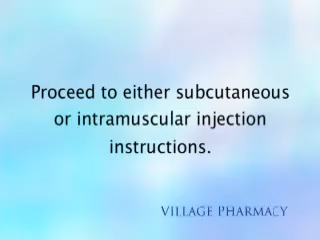 Proceed to either subcutaneous
or intramuscular injection
instructions.
VILLAGE PHARMACY